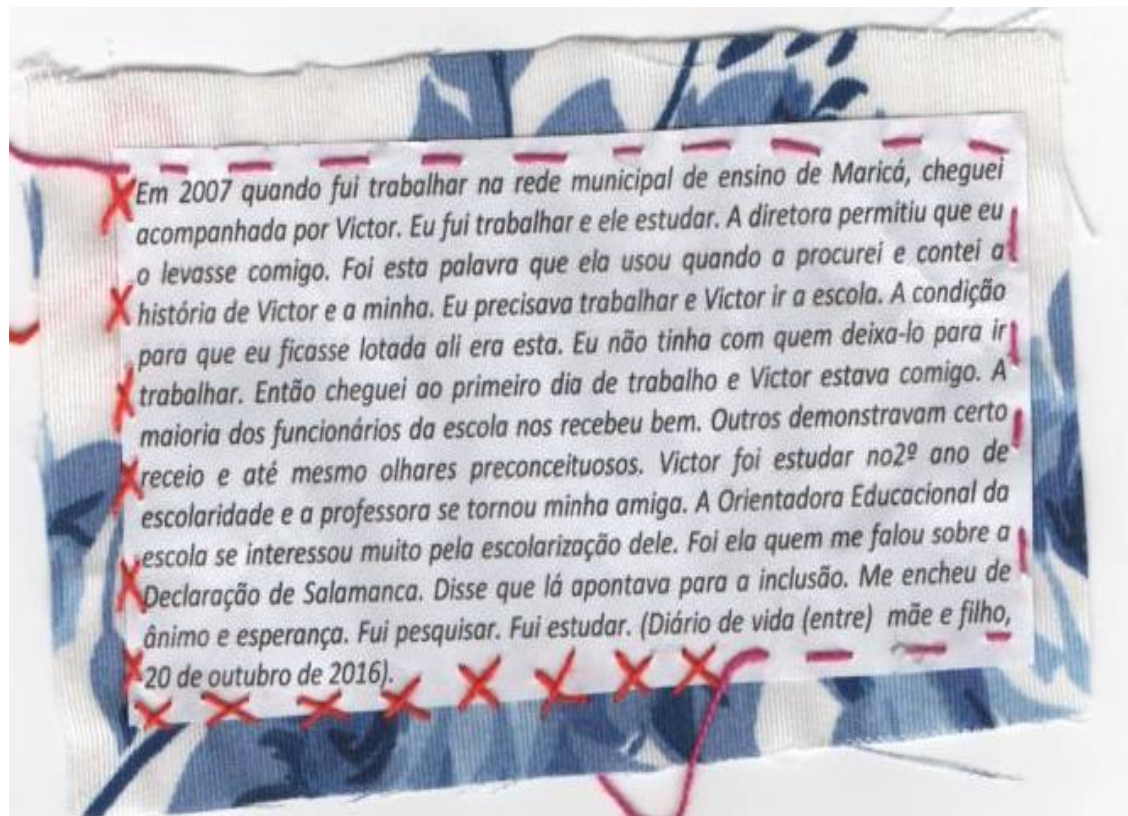 Em 2007 quando fui trabalhar na rede municipal de ensino de Maricá, cheguei
acompanhada por Victor. Eu fui trabalhar e ele estudar. A diretora permitiu que eu
o levasse comigo. Foi esta palavra que ela usou quando a procurei e contei a
história de Victor e a minha. Eu precisava trabalhar e Victor ir a escola. A condição
para que eu ficasse lotada ali era esta. Eu não tinha com quem deixa-lo para ir
trabalhar. Então cheguei ao primeiro dia de trabalho e Victor estava comigo. A
maioria dos funcionários da escola nos recebeu bem. Outros demonstravam certo
receio e até mesmo olhares preconceituosos. Victor foi estudar no2º ano de
escolaridade e a professora se tornou minha amiga. A Orientadora Educacional da
escola se interessou muito pela escolarização dele. Foi ela quem me falou sobre a
Declaração de Salamanca. Disse que lá apontava para a inclusão. Me encheu de
ânimo e esperança. Fui pesquisar. Fui estudar. (Diário de vida (entre) mãe e filho,
20 de outubro de 2016).